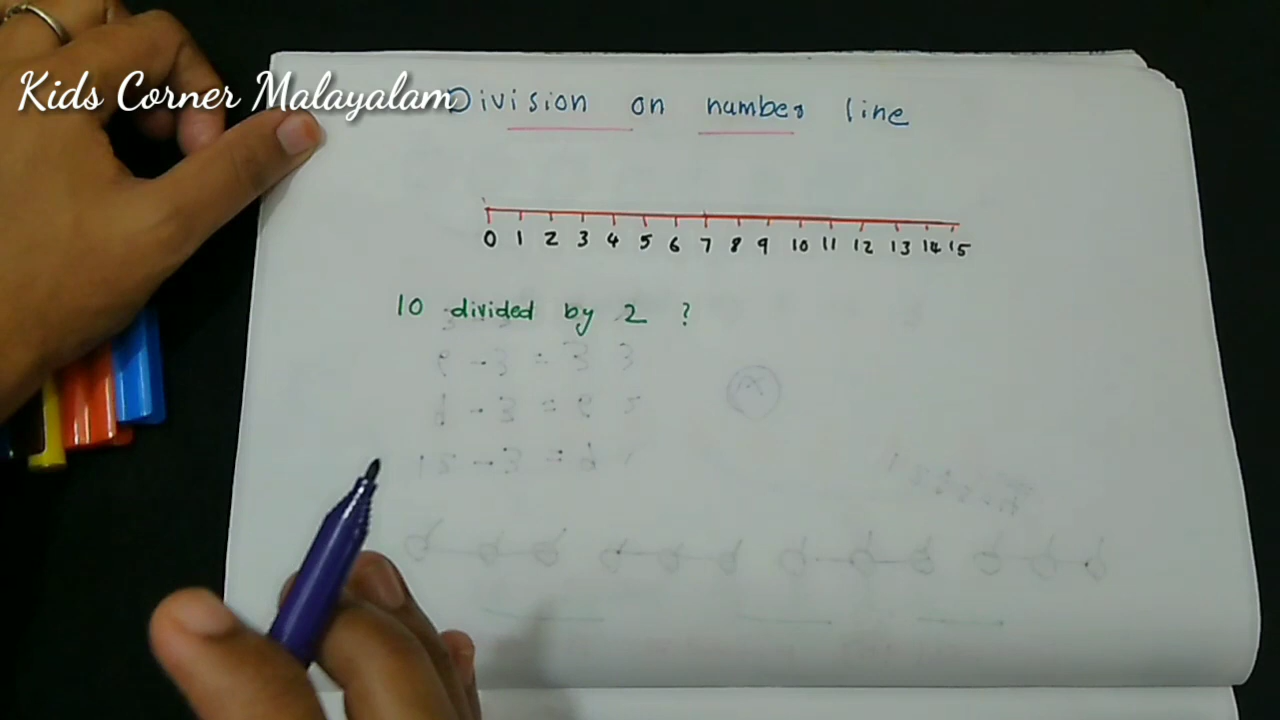 Kids Corner Malayalam
Division on number line
0 1 2 3 4 5 6 7 8 9 10 11 12 13 14 15
10 divided by 2 ?